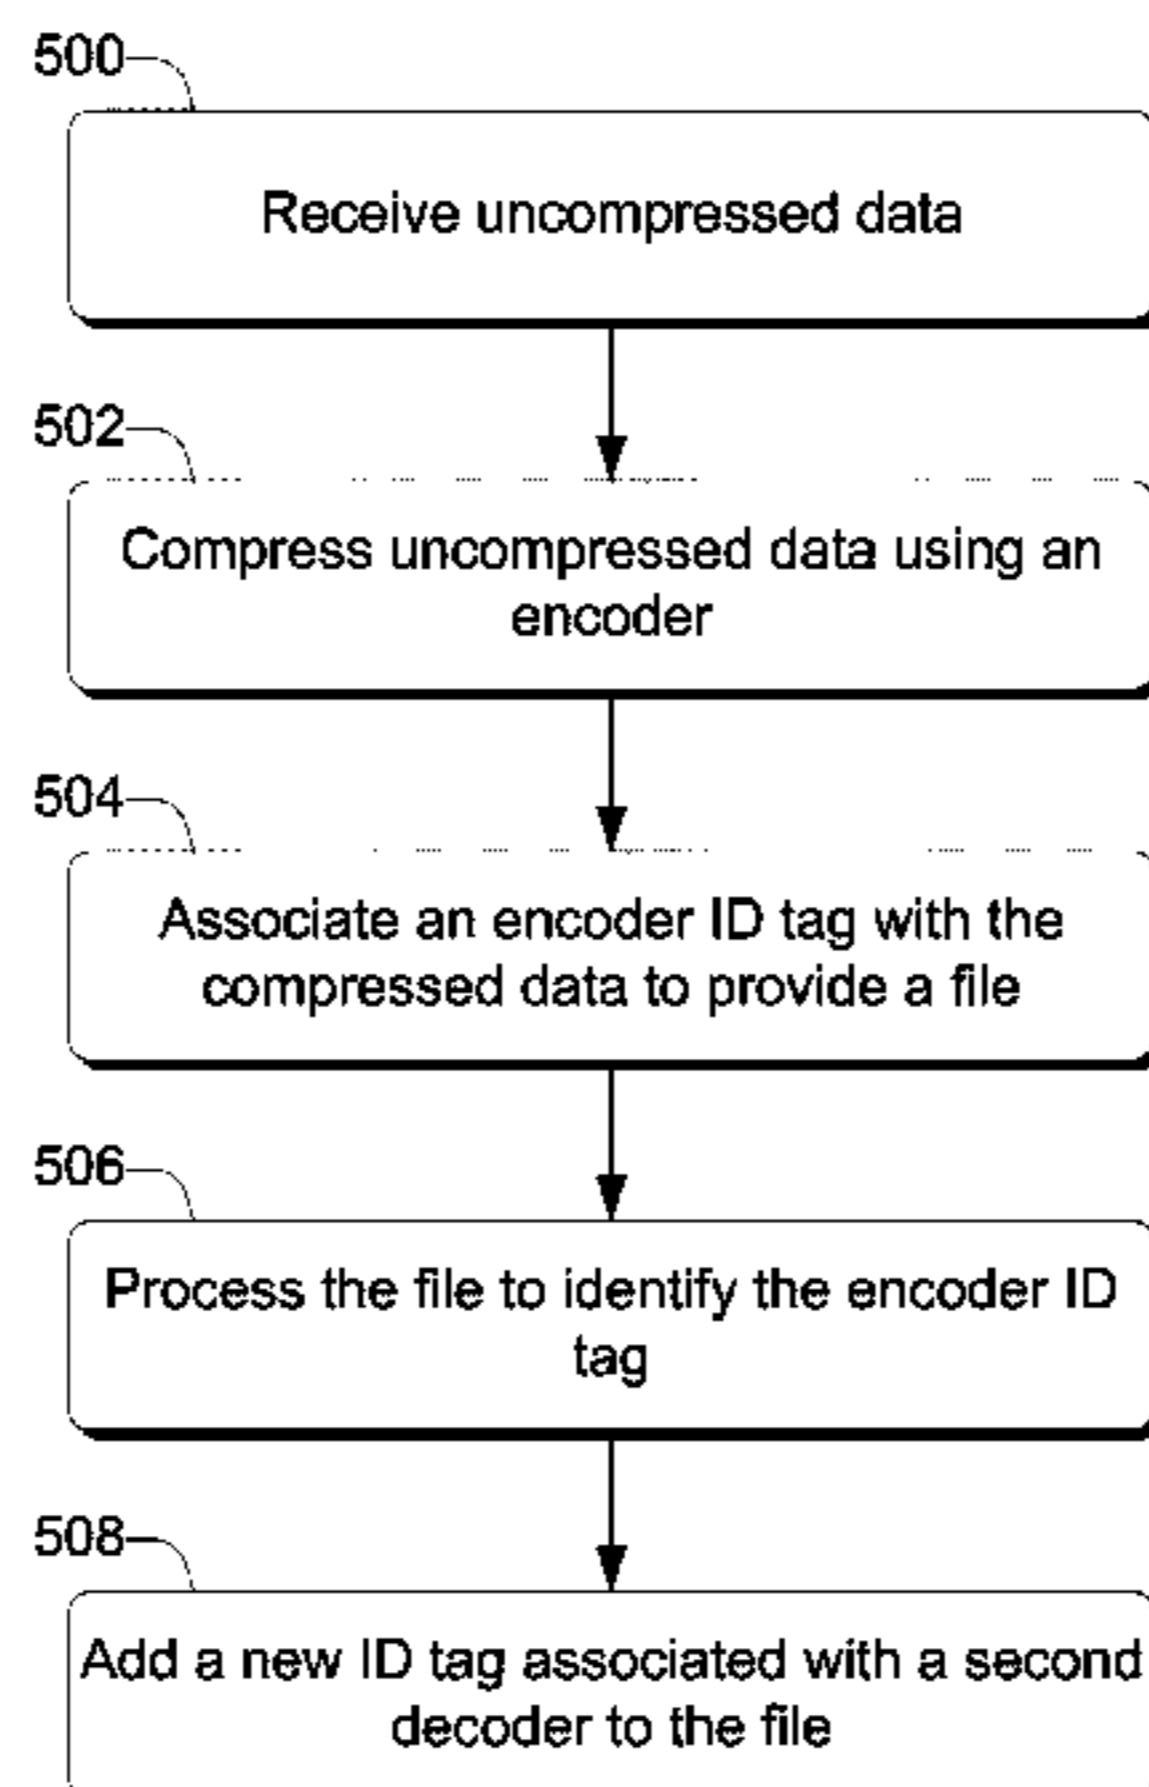 500
Receive uncompressed data
502
Compress uncompressed data using an
encoder
504
Associate an encoder ID tag with the
compressed data to provide a file
506
Process the file to identify the encoder ID
tag
508
Add a new ID tag associated with a second
decoder to the file